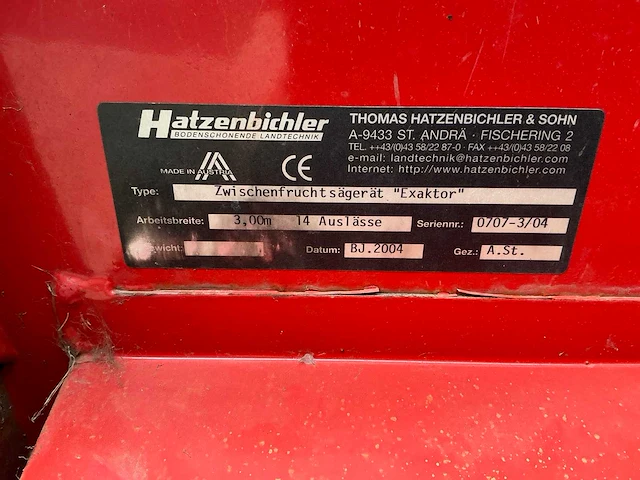 Hatzenbichler
BODENSCHONENDE LANDTECHNIK
MADE IN AUSTRIA
CE
THOMAS HATZENBICHLER & SOHN
A-9433 ST. ANDRÄ · FISCHERING 2
TEL. ++43/(0)43 58/22 87-0 · FAX ++43/(0)43 58/22 08
e-mail: landtechnik@hatzenbichler.com
Internet: http://www.hatzenbichler.com
Type: Zwischenfruchtsägerät "Exaktor"
Arbeitsbreite: 3,00m 14 Auslässe Seriennr.: 0707-3/04
Gewicht: Datum: BJ.2004 Gez.: A.St.